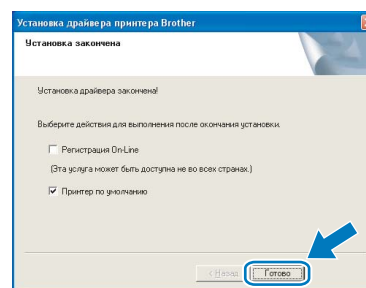 Установка драйвера принтера Brother
Установка закончена
Установка драйвера закончена!
Выберите действия для выполнения после окончания установки.
Регистрация On-Line
(Эта услуга может быть доступна не во всех странах.)
Принтер по умолчанию
< Назад
Готово